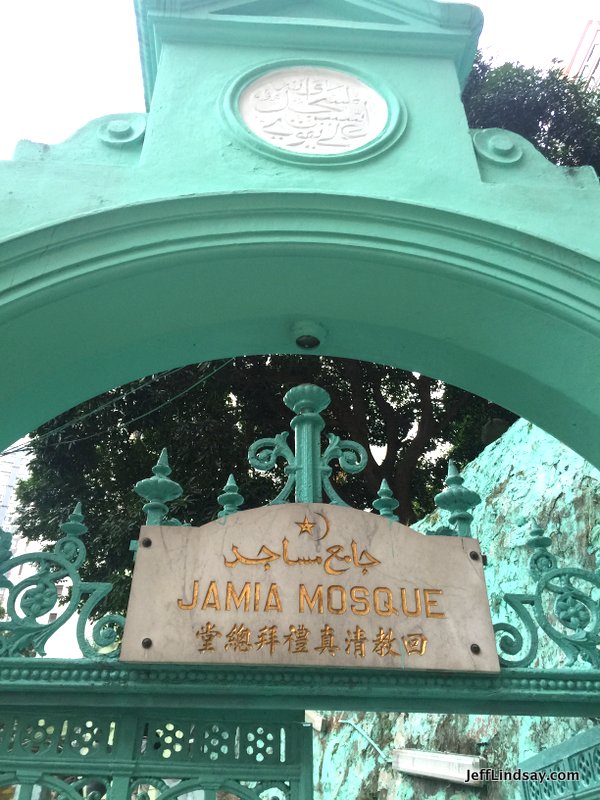 جامع مساجد
JAMIA MOSQUE
回教清真禮拜總堂
JeffLindsay.com